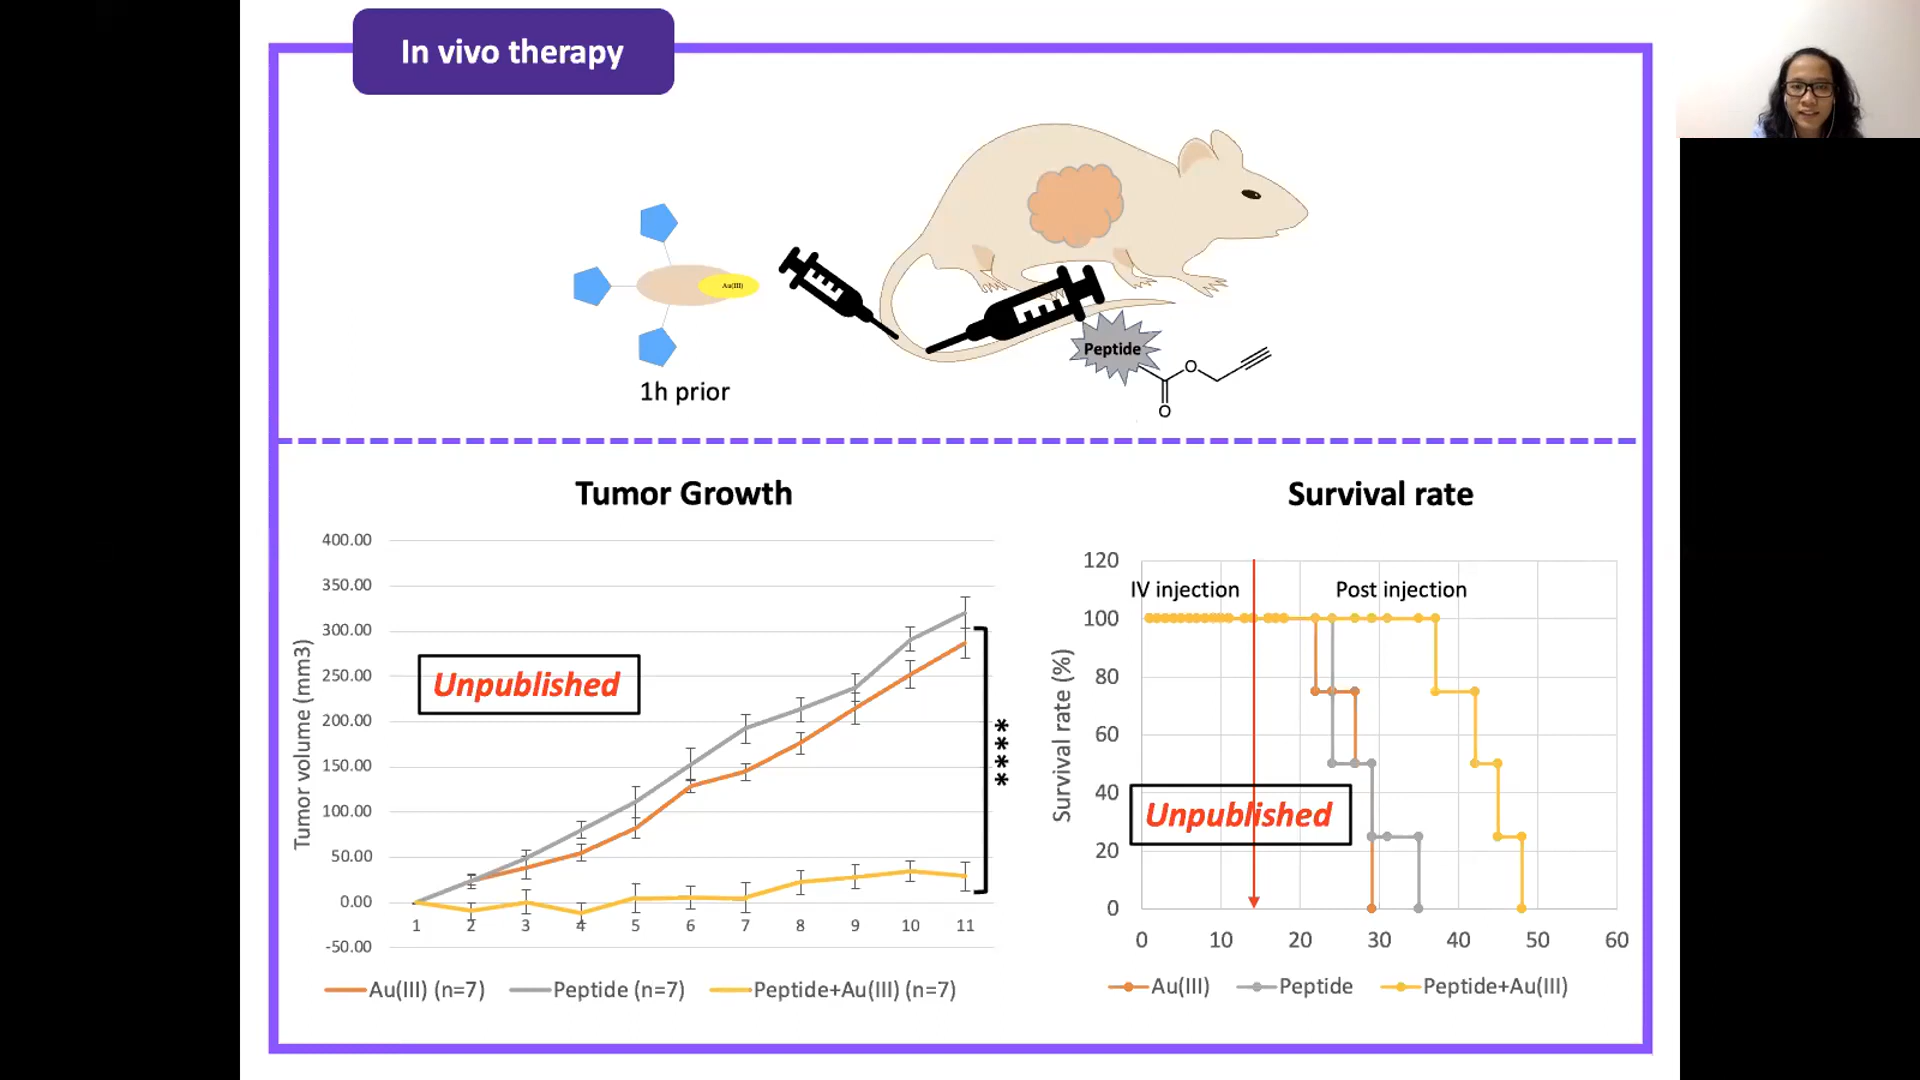 In vivo therapy
Au(III)
1h prior
Peptide
O
O
Tumor Growth
Survival rate
400.00
350.00
300.00
250.00
200.00
150.00
100.00
50.00
0.00
-50.00
Tumor volume (mm3)
Unpublished
****
1 2 3 4 5 6 7 8 9 10 11
Au(III) (n=7) Peptide (n=7) Peptide+Au(III) (n=7)
120
100
80
60
40
20
0
Survival rate (%)
IV injection
Post injection
Unpublished
0 10 20 30 40 50 60
Au(III) Peptide Peptide+Au(III)